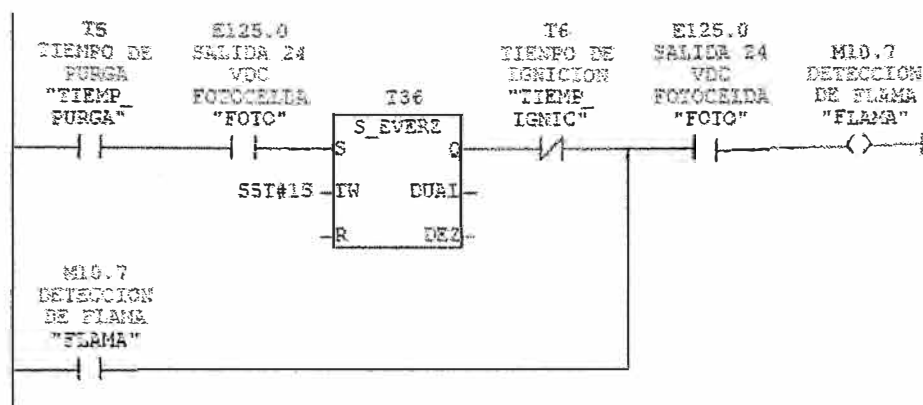 T5
TIEMPO DE
PURGA
"TIEMP_
PURGA"
E125.0
SALIDA 24
VDC
FOTOCELDA
"FOTO"
T36
S_EVERZ
S
Q
S5T#1S
TW
DUAL
R
DEZ
T6
TIEMPO DE
IGNICION
"TIEMP_
IGNIC"
E125.0
SALIDA 24
VDC
FOTOCELDA
"FOTO"
M10.7
DETECCION
DE FLAMA
"FLAMA"
M10.7
DETECCION
DE FLAMA
"FLAMA"